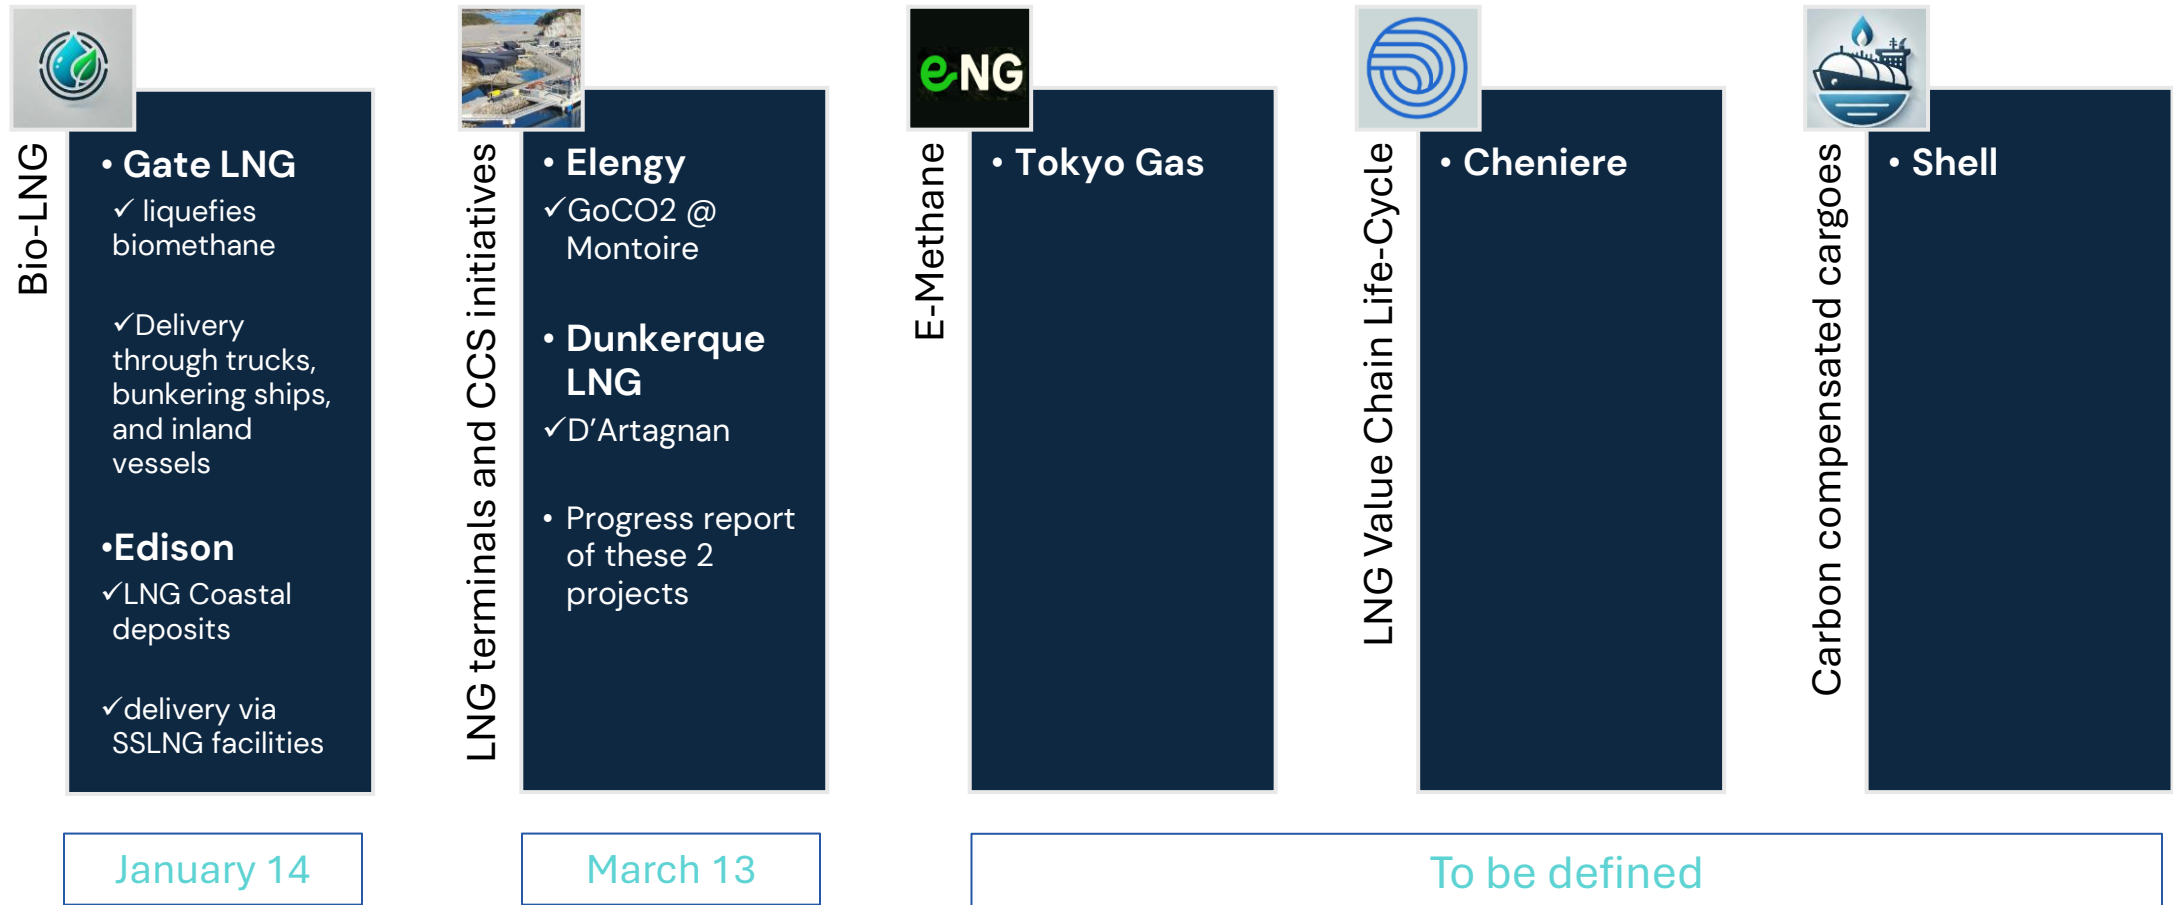 Bio-LNG
• Gate LNG
✓ liquefies
biomethane
✓Delivery
through trucks,
bunkering ships,
and inland
vessels
•Edison
✓LNG Coastal
deposits
✓delivery via
SSLNG facilities
January 14
LNG terminals and CCS initiatives
• Elengy
✓GoCO2 @
Montoire
• Dunkerque
LNG
✓D’Artagnan
• Progress report
of these 2
projects
March 13
e-NG
E-Methane
• Tokyo Gas
LNG Value Chain Life-Cycle
• Cheniere
Carbon compensated cargoes
• Shell
To be defined